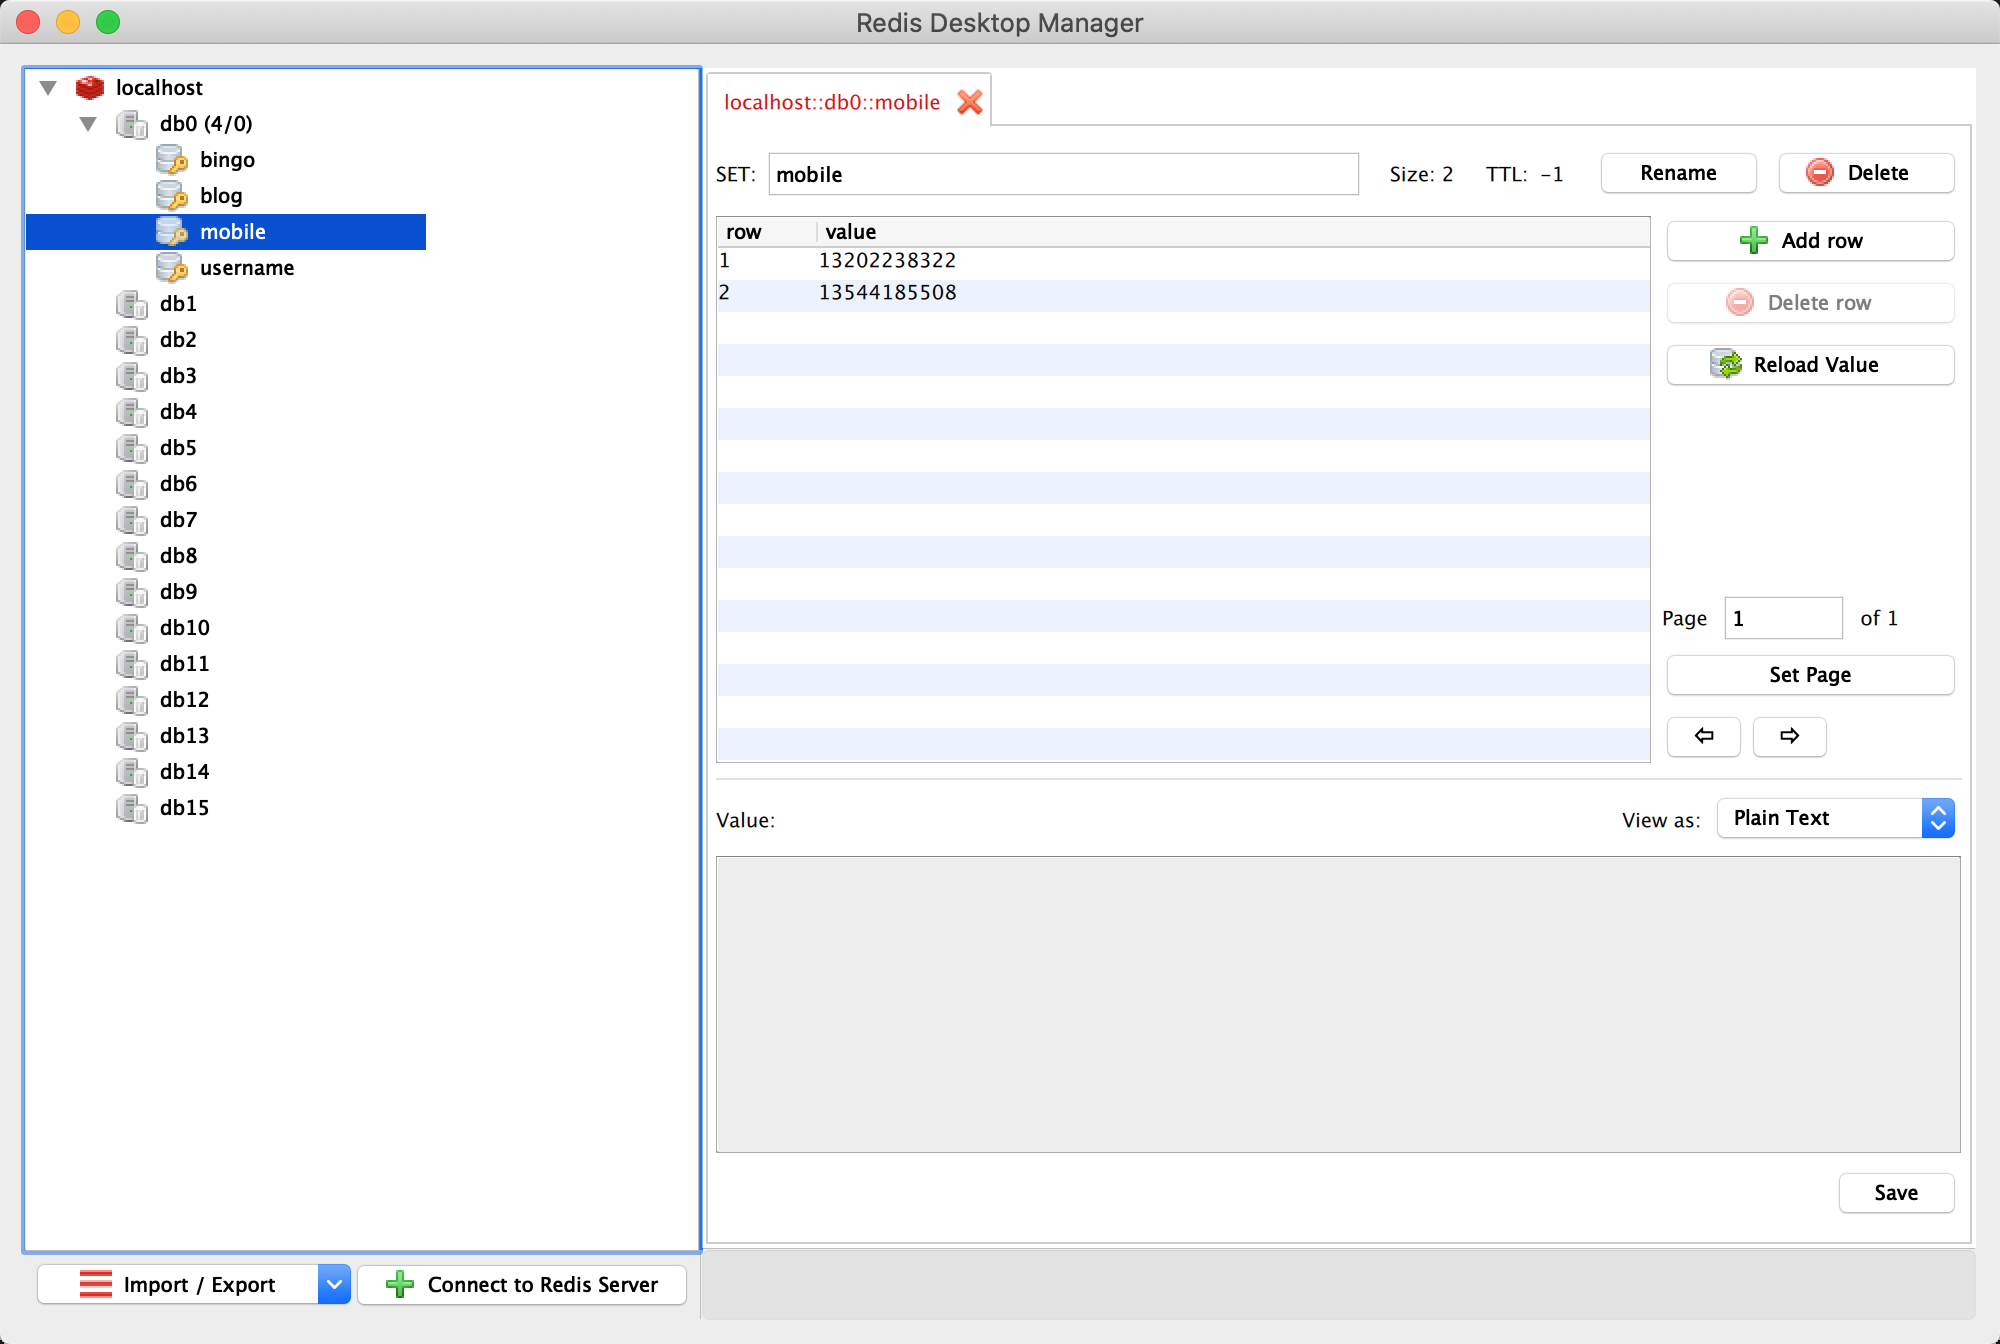 Redis Desktop Manager
localhost
db0 (4/0)
bingo
blog
mobile
username
db1
db2
db3
db4
db5
db6
db7
db8
db9
db10
db11
db12
db13
db14
db15
Import / Export
Connect to Redis Server
localhost::db0::mobile
SET: mobile Size: 2 TTL: -1 Rename Delete
row value
1 13202238322
2 13544185508
Add row
Delete row
Reload Value
Page 1 of 1
Set Page
Value: View as: Plain Text
Save